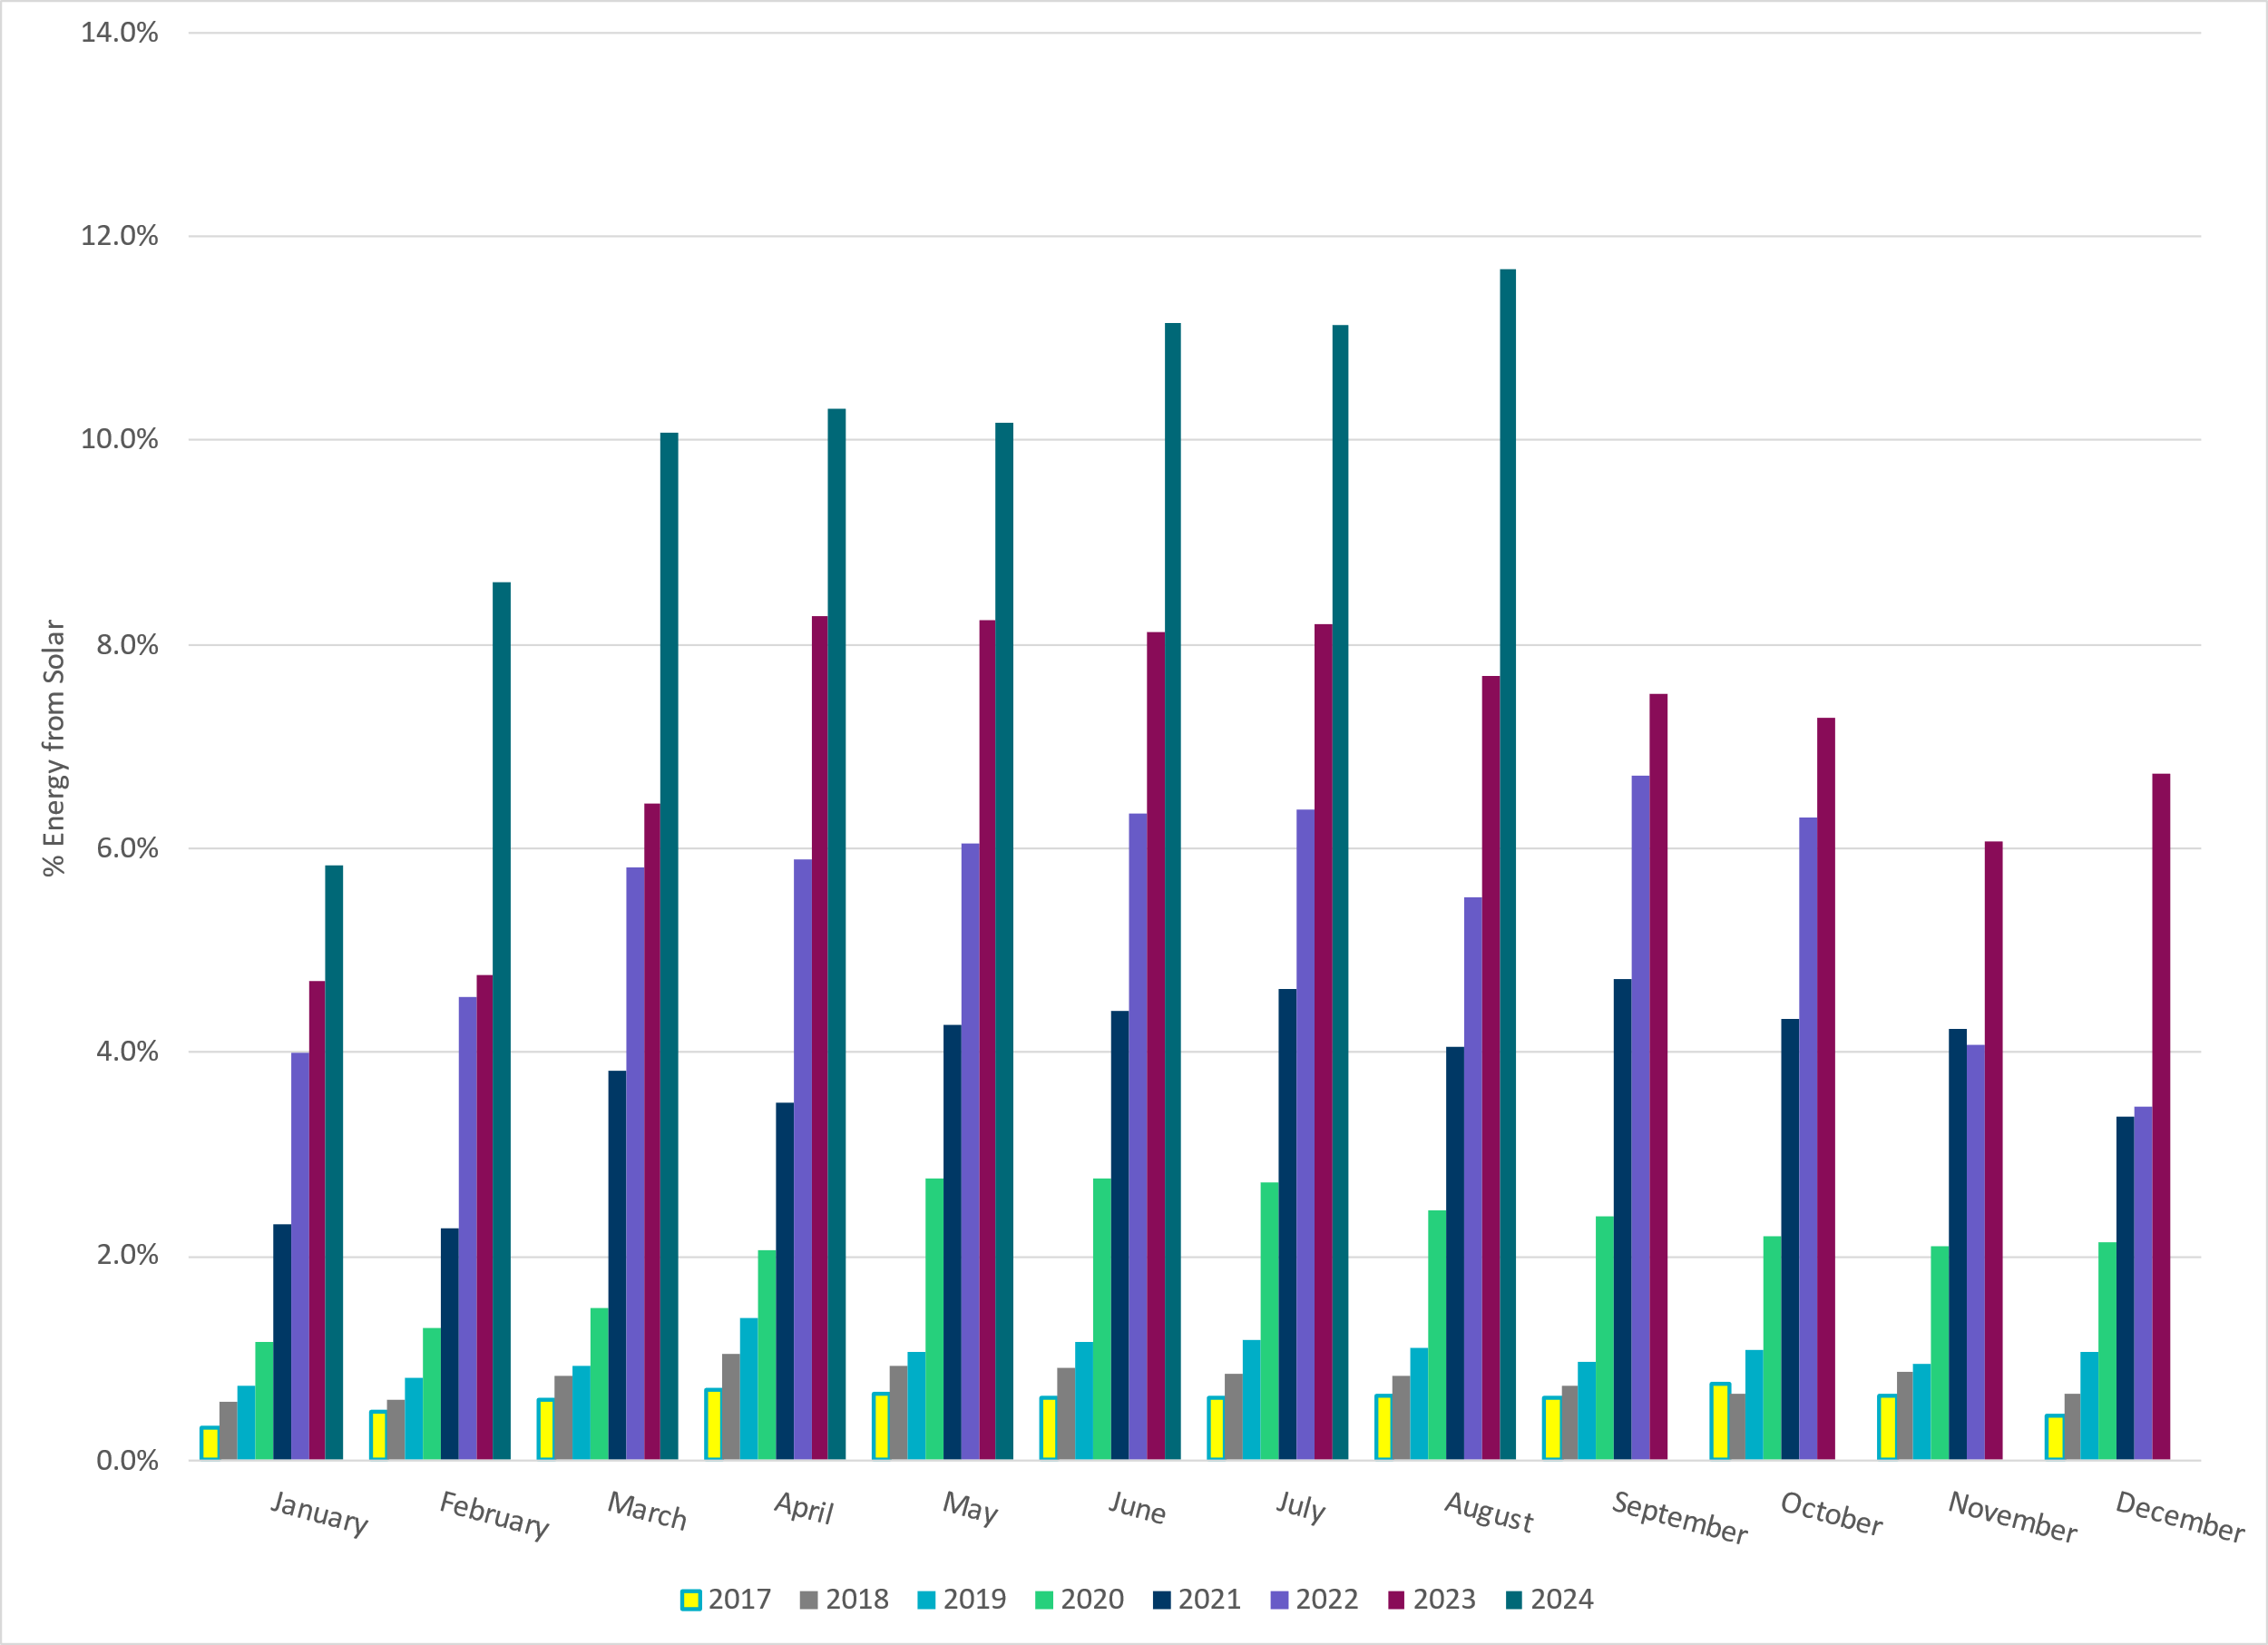 14.0%
12.0%
10.0%
8.0%
6.0%
4.0%
2.0%
0.0%
% Energy from Solar
January February March April May June July August September October November December
2017 2018 2019 2020 2021 2022 2023 2024